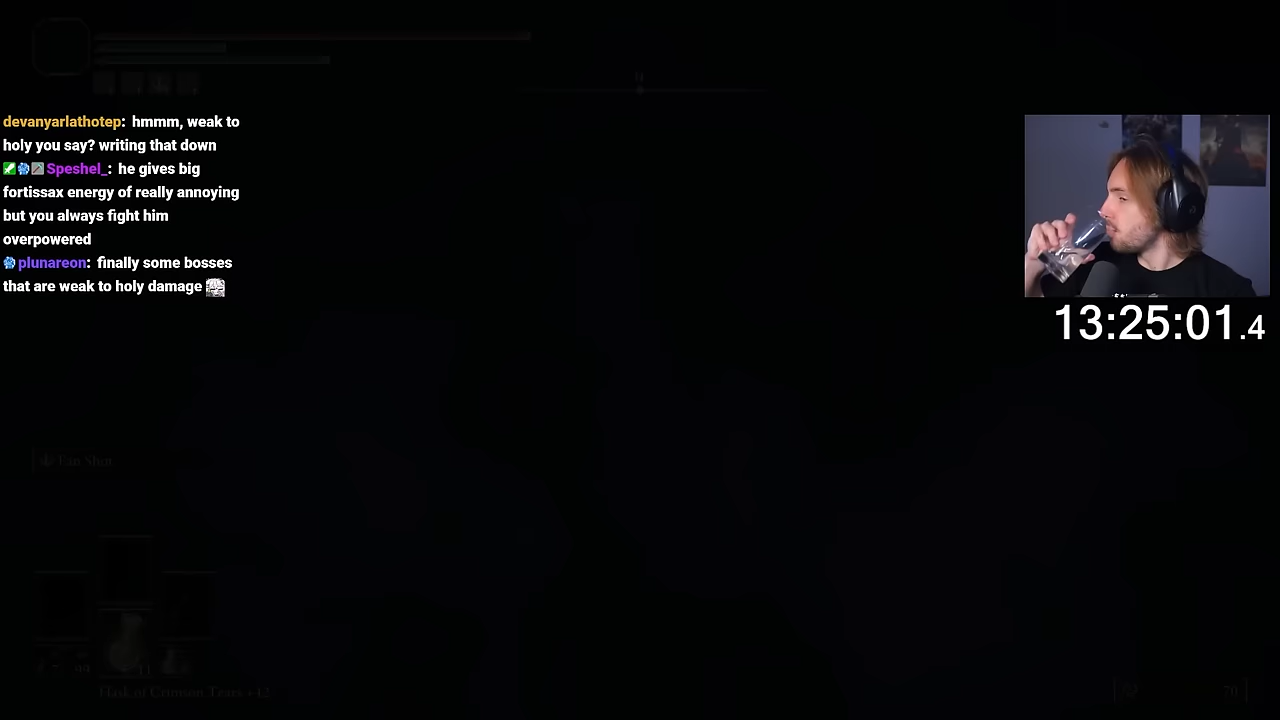 devanyarlathotep: hmmm, weak to
holy you say? writing that down
Speshel_: he gives big
fortissax energy of really annoying
but you always fight him
overpowered
plunareon: finally some bosses
that are weak to holy damage
13:25:01.4
Flask of Crimson Tears +12
70